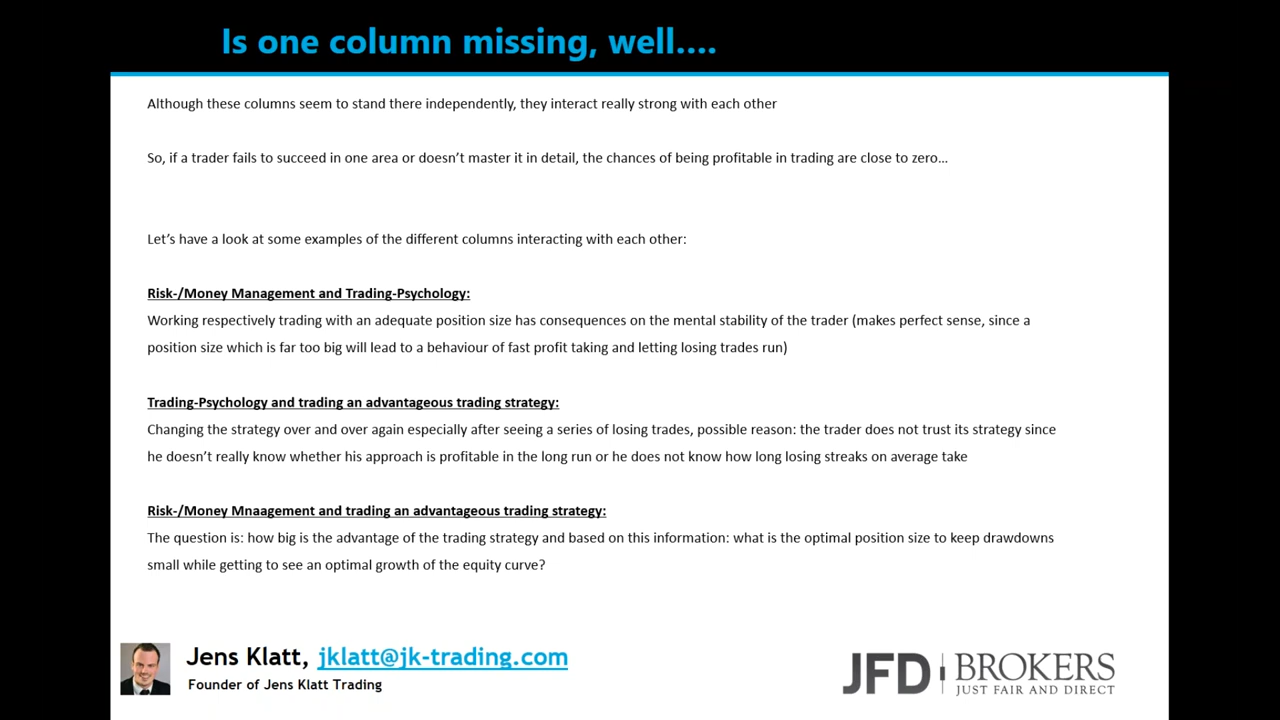 Is one column missing, well....
Although these columns seem to stand there independently, they interact really strong with each other
So, if a trader fails to succeed in one area or doesn’t master it in detail, the chances of being profitable in trading are close to zero…
Let’s have a look at some examples of the different columns interacting with each other:
Risk-/Money Management and Trading-Psychology:
Working respectively trading with an adequate position size has consequences on the mental stability of the trader (makes perfect sense, since a
position size which is far too big will lead to a behaviour of fast profit taking and letting losing trades run)
Trading-Psychology and trading an advantageous trading strategy:
Changing the strategy over and over again especially after seeing a series of losing trades, possible reason: the trader does not trust its strategy since
he doesn’t really know whether his approach is profitable in the long run or he does not know how long losing streaks on average take
Risk-/Money Mnaagement and trading an advantageous trading strategy:
The question is: how big is the advantage of the trading strategy and based on this information: what is the optimal position size to keep drawdowns
small while getting to see an optimal growth of the equity curve?
Jens Klatt, jklatt@jk-trading.com
Founder of Jens Klatt Trading
JFD BROKERS
JUST FAIR AND DIRECT